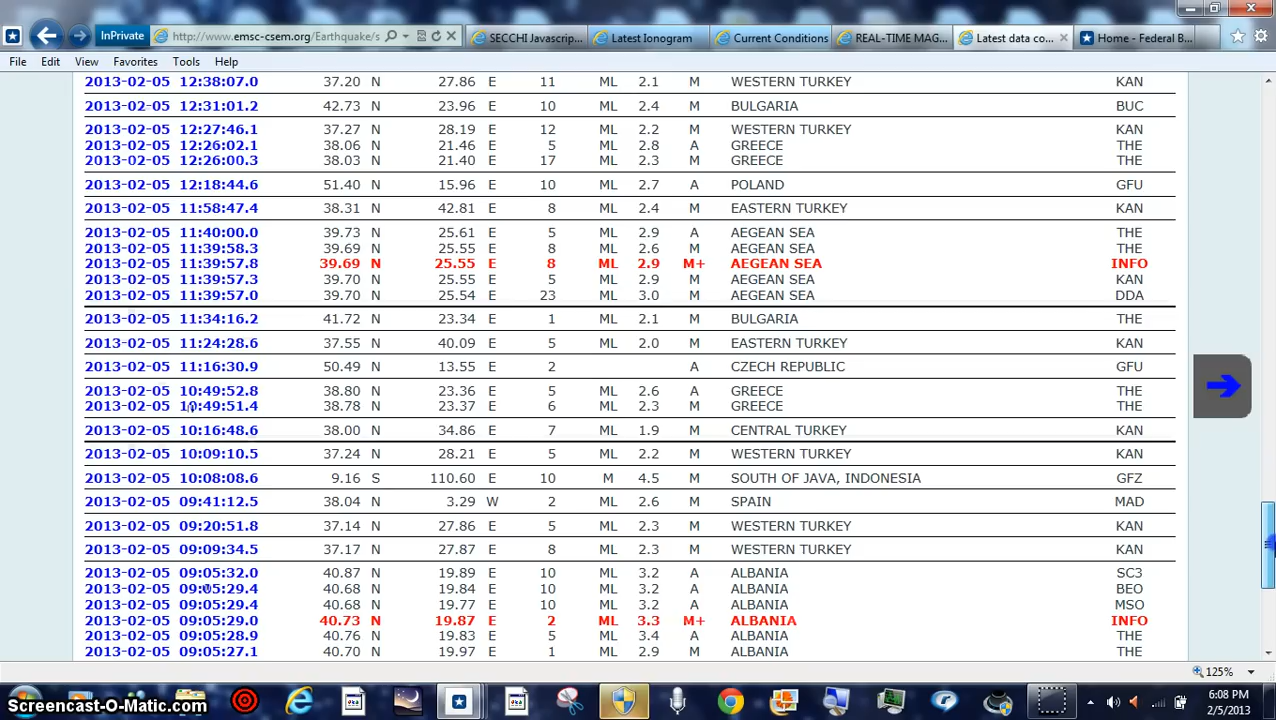 InPrivate http://www.emsc-csem.org/Earthquake/s SECCHI Javascrip... Latest Ionogram Current Conditions REAL-TIME MAG... Latest data co... Home - Federal B...
File Edit View Favorites Tools Help
2013-02-05 12:38:07.0 37.20 N 27.86 E 11 ML 2.1 M WESTERN TURKEY KAN
2013-02-05 12:31:01.2 42.73 N 23.96 E 10 ML 2.4 M BULGARIA BUC
2013-02-05 12:27:46.1 37.27 N 28.19 E 12 ML 2.2 M WESTERN TURKEY KAN
2013-02-05 12:26:02.1 38.06 N 21.46 E 5 ML 2.8 A GREECE THE
2013-02-05 12:26:00.3 38.03 N 21.40 E 17 ML 2.3 M GREECE THE
2013-02-05 12:18:44.6 51.40 N 15.96 E 10 ML 2.7 A POLAND GFU
2013-02-05 11:58:47.4 38.31 N 42.81 E 8 ML 2.4 M EASTERN TURKEY KAN
2013-02-05 11:40:00.0 39.73 N 25.61 E 5 ML 2.9 A AEGEAN SEA THE
2013-02-05 11:39:58.3 39.69 N 25.55 E 8 ML 2.6 M AEGEAN SEA THE
2013-02-05 11:39:57.8 39.69 N 25.55 E 8 ML 2.9 M+ AEGEAN SEA INFO
2013-02-05 11:39:57.3 39.70 N 25.55 E 5 ML 2.9 M AEGEAN SEA KAN
2013-02-05 11:39:57.0 39.70 N 25.54 E 23 ML 3.0 M AEGEAN SEA DDA
2013-02-05 11:34:16.2 41.72 N 23.34 E 1 ML 2.1 M BULGARIA THE
2013-02-05 11:24:28.6 37.55 N 40.09 E 5 ML 2.0 M EASTERN TURKEY KAN
2013-02-05 11:16:30.9 50.49 N 13.55 E 2 A CZECH REPUBLIC GFU
2013-02-05 10:49:52.8 38.80 N 23.36 E 5 ML 2.6 A GREECE THE
2013-02-05 10:49:51.4 38.78 N 23.37 E 6 ML 2.3 M GREECE THE
2013-02-05 10:16:48.6 38.00 N 34.86 E 7 ML 1.9 M CENTRAL TURKEY KAN
2013-02-05 10:09:10.5 37.24 N 28.21 E 5 ML 2.2 M WESTERN TURKEY KAN
2013-02-05 10:08:08.6 9.16 S 110.60 E 10 M 4.5 M SOUTH OF JAVA, INDONESIA GFZ
2013-02-05 09:41:12.5 38.04 N 3.29 W 2 ML 2.6 M SPAIN MAD
2013-02-05 09:20:51.8 37.14 N 27.86 E 5 ML 2.3 M WESTERN TURKEY KAN
2013-02-05 09:09:34.5 37.17 N 27.87 E 8 ML 2.3 M WESTERN TURKEY KAN
2013-02-05 09:05:32.0 40.87 N 19.89 E 10 ML 3.2 A ALBANIA SC3
2013-02-05 09:05:29.4 40.68 N 19.84 E 10 ML 3.2 A ALBANIA BEO
2013-02-05 09:05:29.4 40.68 N 19.77 E 10 ML 3.2 A ALBANIA MSO
2013-02-05 09:05:29.0 40.73 N 19.87 E 2 ML 3.3 M+ ALBANIA INFO
2013-02-05 09:05:28.9 40.76 N 19.83 E 5 ML 3.4 A ALBANIA THE
2013-02-05 09:05:27.1 40.70 N 19.97 E 1 ML 2.9 M ALBANIA THE
125%
6:08 PM
2/5/2013
Screencast-O-Matic.com